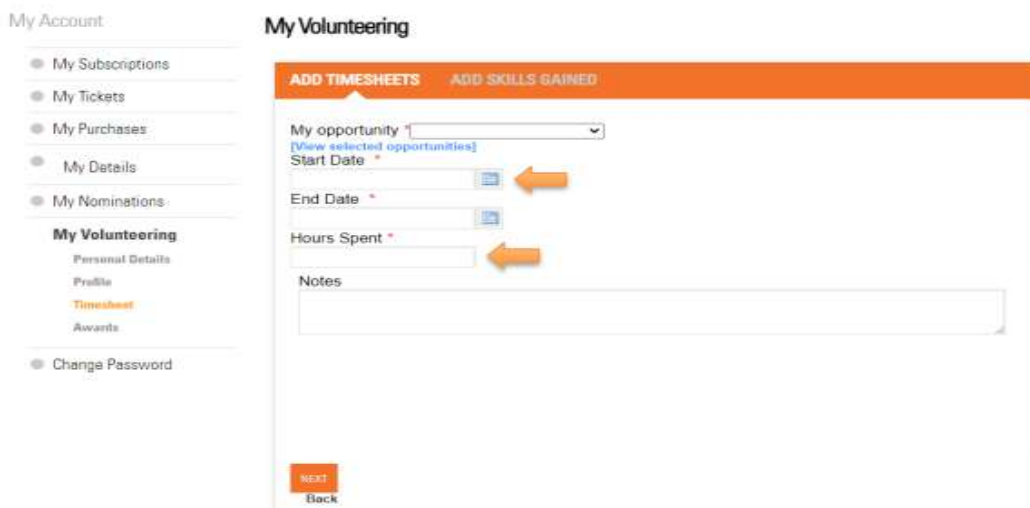 My Account
My Subscriptions
My Tickets
My Purchases
My Details
My Nominations
My Volunteering
Personal Details
Profile
Timesheet
Awards
Change Password
My Volunteering
ADD TIMESHEETS ADD SKILLS GAINED
My opportunity *
[View selected opportunities]
Start Date *
End Date *
Hours Spent *
Notes
NEXT
Back